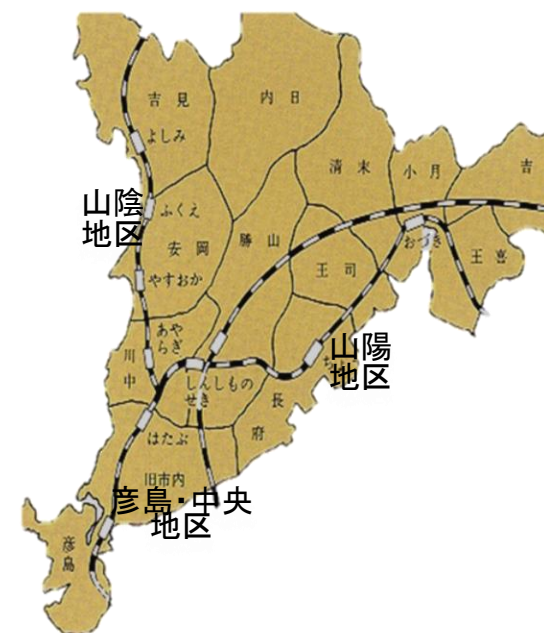 吉見
内日
よしみ
清末
小月
吉
山陰
地区
ふくえ
安岡
勝山
王司
おづき
王喜
やすおか
あや
らぎ
川中
山陽
地区
しんしもの
せき
長府
はたぶ
旧市内
彦島・中央
地区
彦島